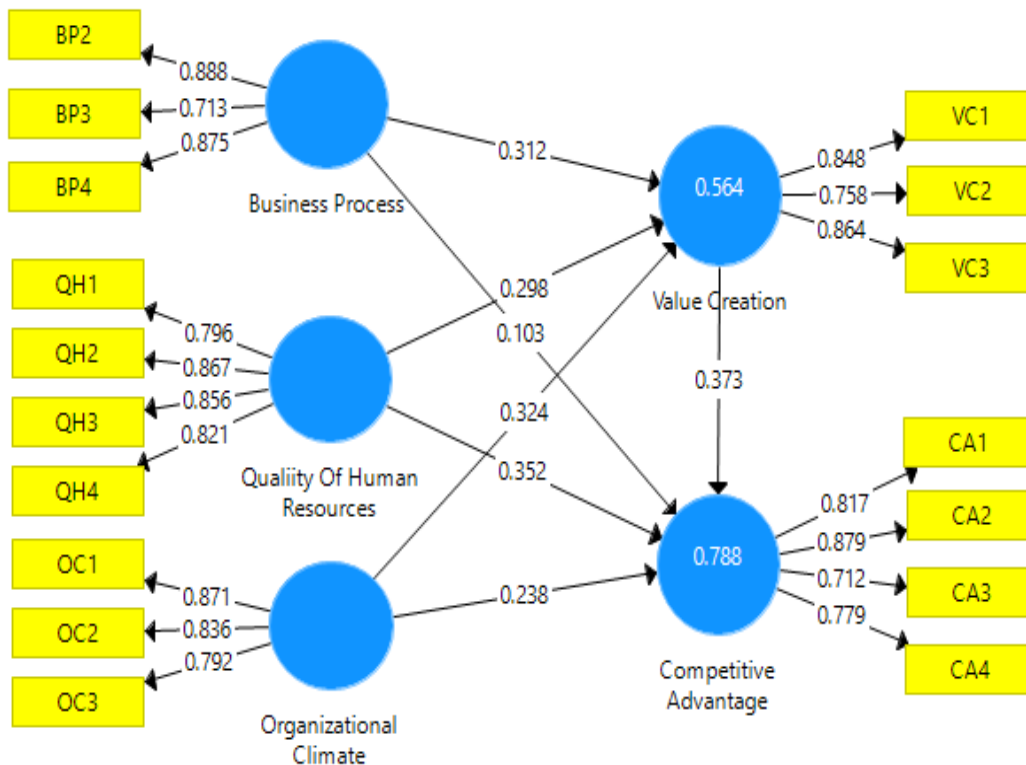 BP2
0.888
BP3
0.713
BP4
0.875
Business Process
0.312
0.103
QH1
0.796
QH2
0.867
QH3
0.856
QH4
0.821
Qualiity Of Human
Resources
0.298
0.352
OC1
0.871
OC2
0.836
OC3
0.792
Organizational
Climate
0.324
0.238
0.564
Value Creation
0.848
VC1
0.758
VC2
0.864
VC3
0.373
0.788
Competitive
Advantage
0.817
CA1
0.879
CA2
0.712
CA3
0.779
CA4